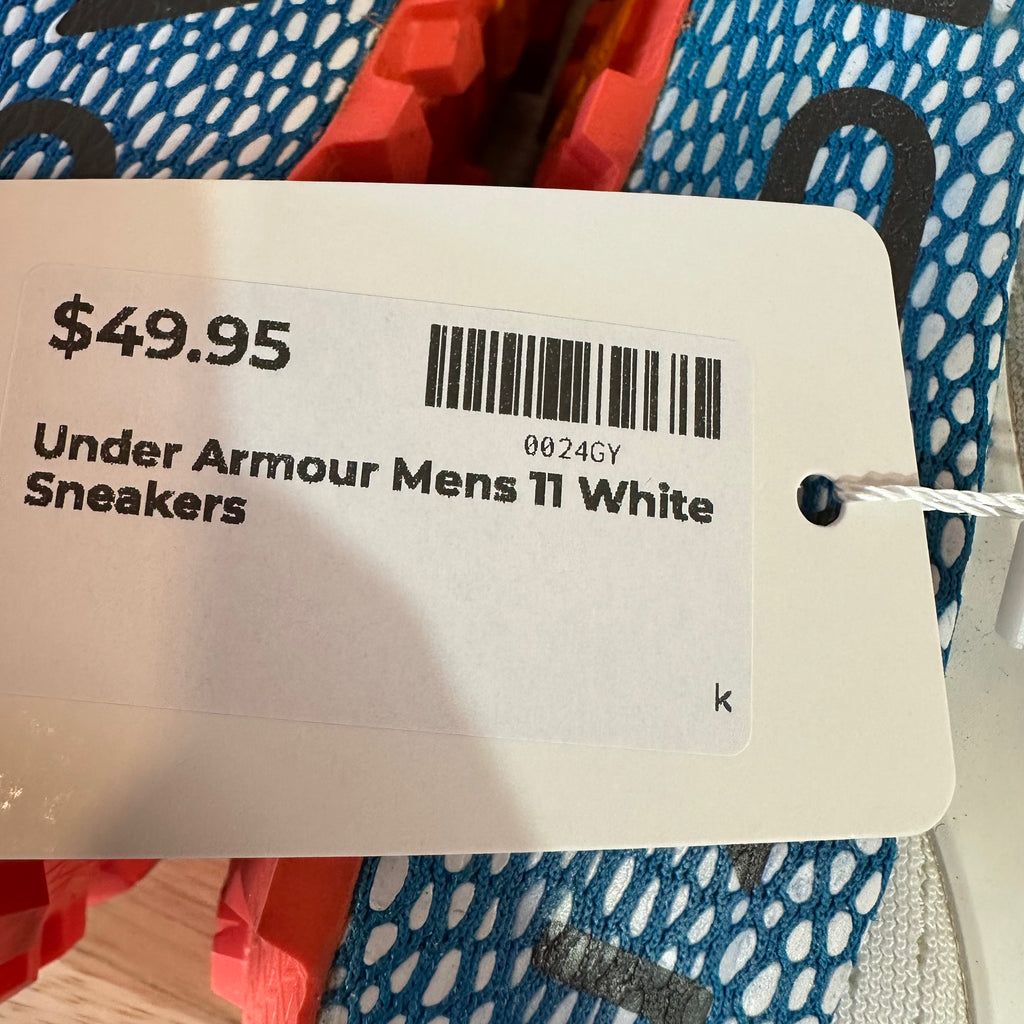 $49.95
0024GY
Under Armour Mens 11 White
Sneakers
k